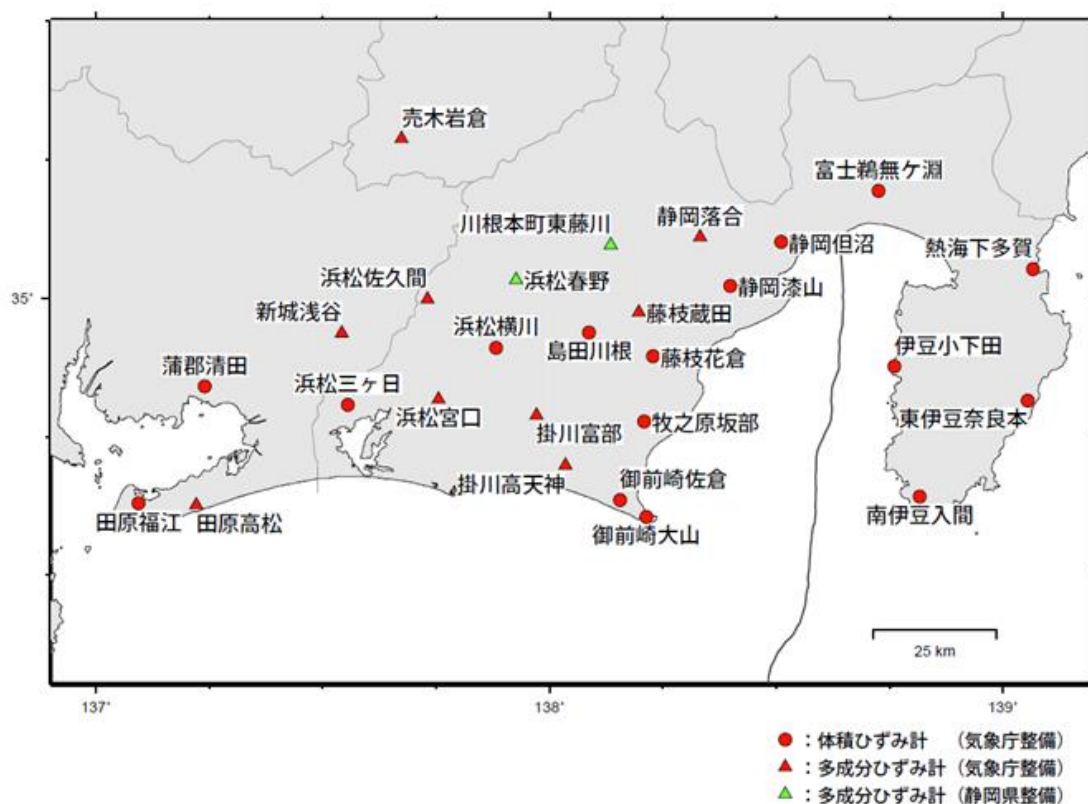 売木岩倉
富士鵜無ケ淵
川根本町東藤川
静岡落合
静岡但沼
熱海下多賀
浜松佐久間
浜松春野
静岡漆山
35°
新城浅谷
浜松横川
藤枝蔵田
島田川根
藤枝花倉
伊豆小下田
蒲郡清田
浜松三ヶ日
浜松宮口
掛川富部
牧之原坂部
東伊豆奈良本
掛川高天神
御前崎佐倉
田原福江
田原高松
御前崎大山
南伊豆入間
25 km
137°
138°
139°
：体積ひずみ計　（気象庁整備）
：多成分ひずみ計（気象庁整備）
：多成分ひずみ計（静岡県整備）